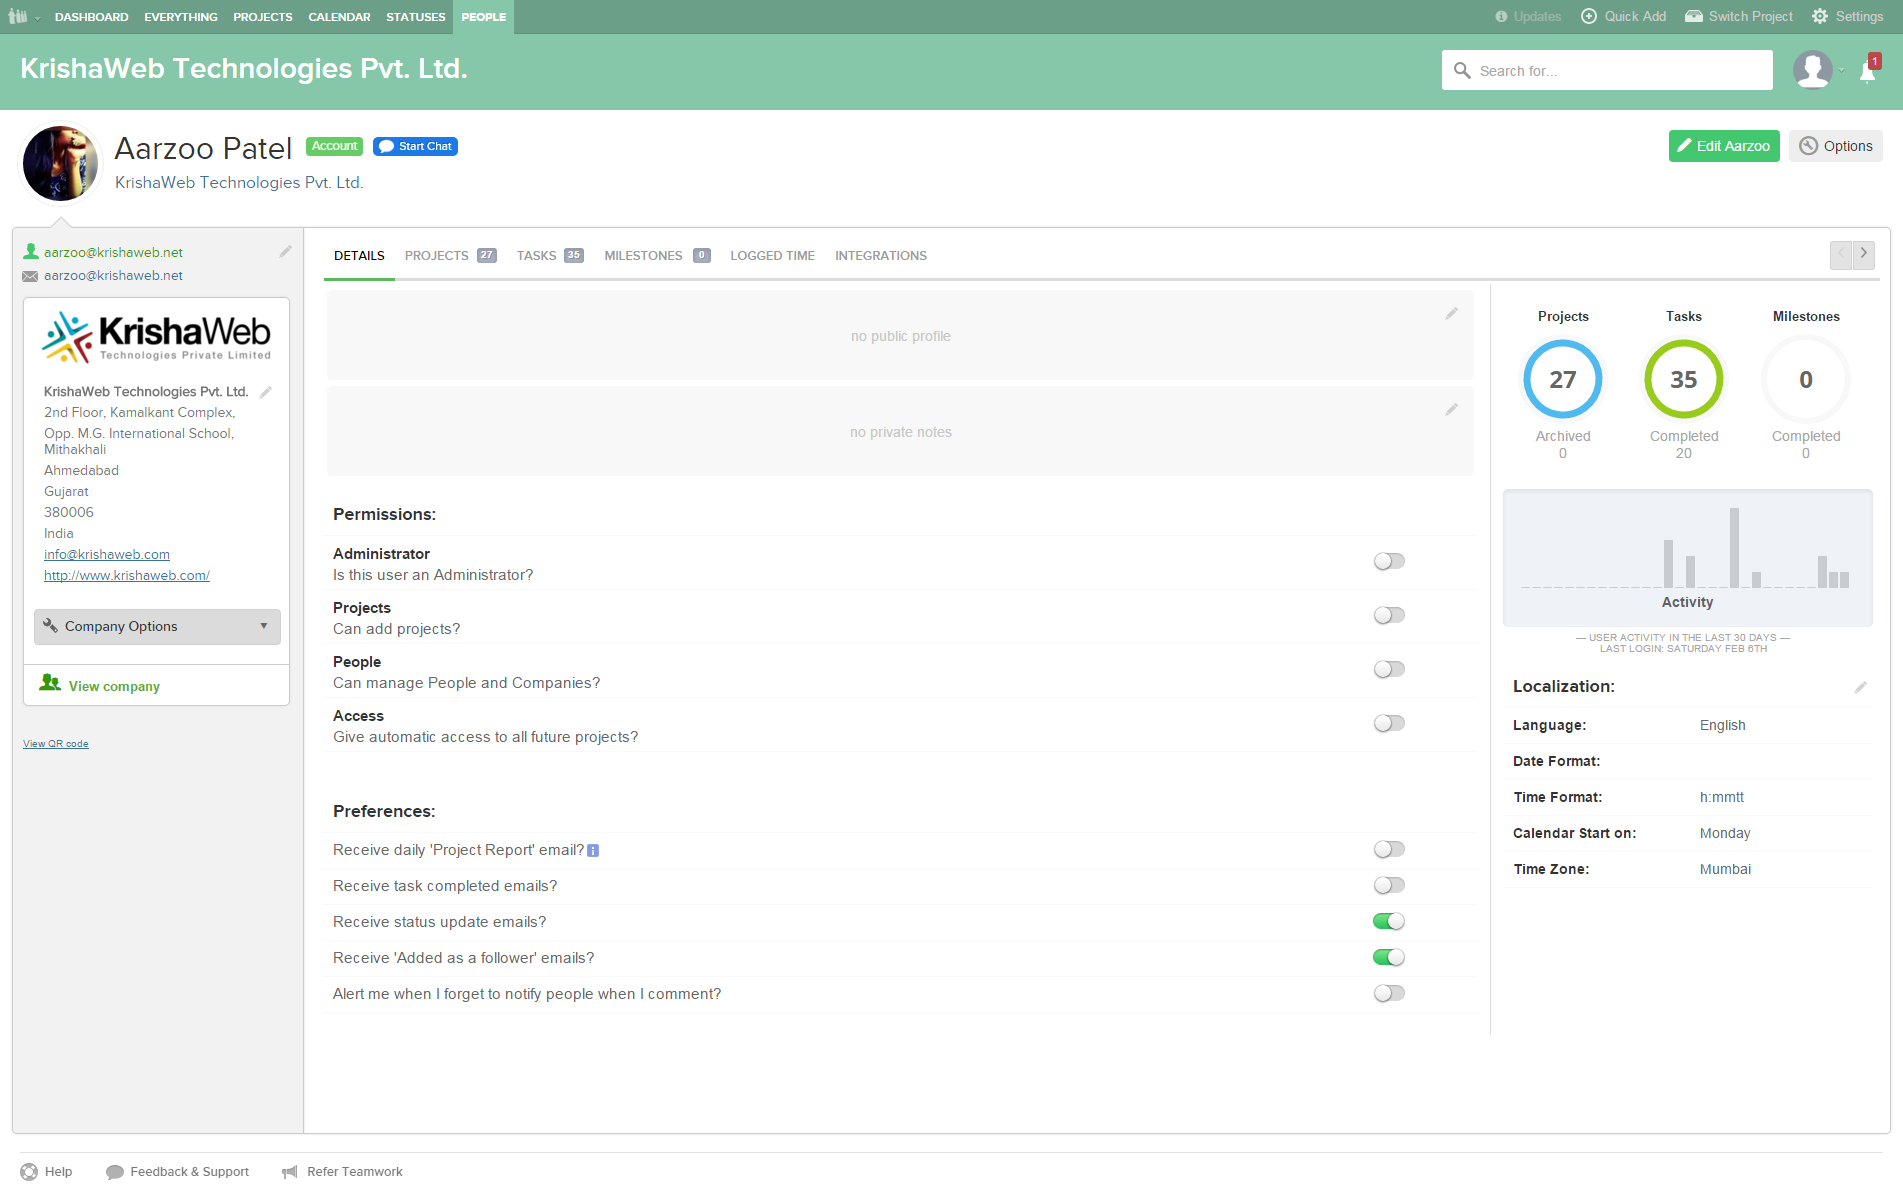 DASHBOARD EVERYTHING PROJECTS CALENDAR STATUSES PEOPLE Updates Quick Add Switch Project Settings
KrishaWeb Technologies Pvt. Ltd. Search for... 1
Aarzoo Patel Account Start Chat Edit Aarzoo Options
KrishaWeb Technologies Pvt. Ltd.
aarzoo@krishaweb.net
aarzoo@krishaweb.net
KrishaWeb
Technologies Private Limited
KrishaWeb Technologies Pvt. Ltd.
2nd Floor, Kamalkant Complex,
Opp. M.G. International School,
Mithakhali
Ahmedabad
Gujarat
380006
India
info@krishaweb.com
http://www.krishaweb.com/
Company Options
View company
View QR code
DETAILS PROJECTS 27 TASKS 35 MILESTONES 0 LOGGED TIME INTEGRATIONS
no public profile
no private notes
Permissions:
Administrator
Is this user an Administrator?
Projects
Can add projects?
People
Can manage People and Companies?
Access
Give automatic access to all future projects?
Preferences:
Receive daily 'Project Report' email? i
Receive task completed emails?
Receive status update emails?
Receive 'Added as a follower' emails?
Alert me when I forget to notify people when I comment?
Projects Tasks Milestones
27 35 0
Archived Completed Completed
0 20 0
Activity
— USER ACTIVITY IN THE LAST 30 DAYS —
LAST LOGIN: SATURDAY FEB 6TH
Localization:
Language: English
Date Format:
Time Format: h:mmtt
Calendar Start on: Monday
Time Zone: Mumbai
Help Feedback & Support Refer Teamwork